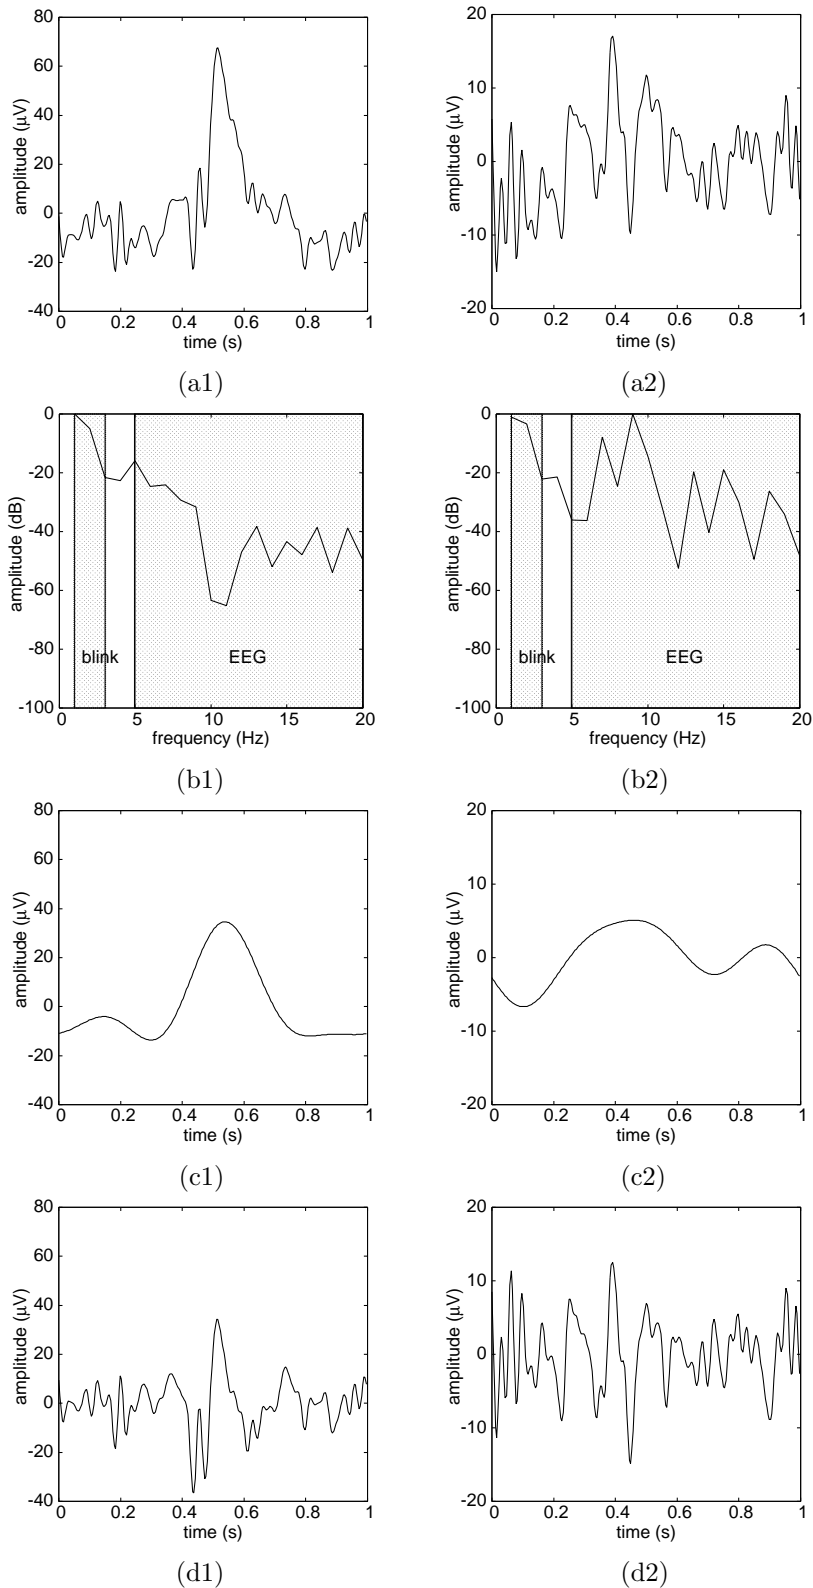 80
60
40
20
0
-20
-40
amplitude (μV)
0 0.2 0.4 0.6 0.8 1
time (s)
(a1)
20
10
0
-10
-20
amplitude (μV)
0 0.2 0.4 0.6 0.8 1
time (s)
(a2)
0
-20
-40
-60
-80
-100
amplitude (dB)
blink EEG
0 5 10 15 20
frequency (Hz)
(b1)
0
-20
-40
-60
-80
-100
amplitude (dB)
blink EEG
0 5 10 15 20
frequency (Hz)
(b2)
80
60
40
20
0
-20
-40
amplitude (μV)
0 0.2 0.4 0.6 0.8 1
time (s)
(c1)
20
10
0
-10
-20
amplitude (μV)
0 0.2 0.4 0.6 0.8 1
time (s)
(c2)
80
60
40
20
0
-20
-40
amplitude (μV)
0 0.2 0.4 0.6 0.8 1
time (s)
(d1)
20
10
0
-10
-20
amplitude (μV)
0 0.2 0.4 0.6 0.8 1
time (s)
(d2)